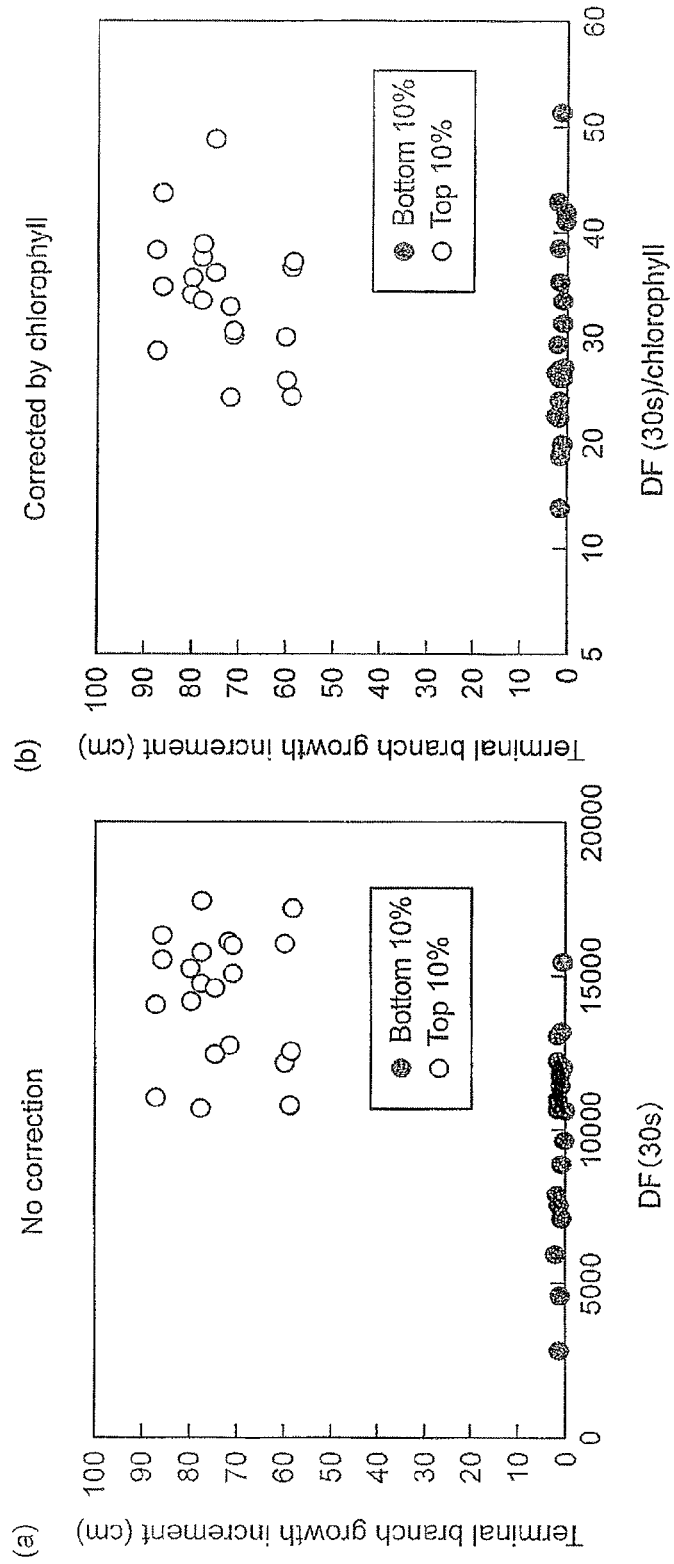 (a)
No correction
Terminal branch growth increment (cm)
100
90
80
70
60
50
40
30
20
10
0
Bottom 10%
Top 10%
0
5000
10000
15000
20000
DF(30s)
(b)
Corrected by chlorophyll
Terminal branch growth increment (cm)
100
90
80
70
60
50
40
30
20
10
0
Bottom 10%
Top 10%
5
10
20
30
40
50
60
DF (30s)/chlorophyll